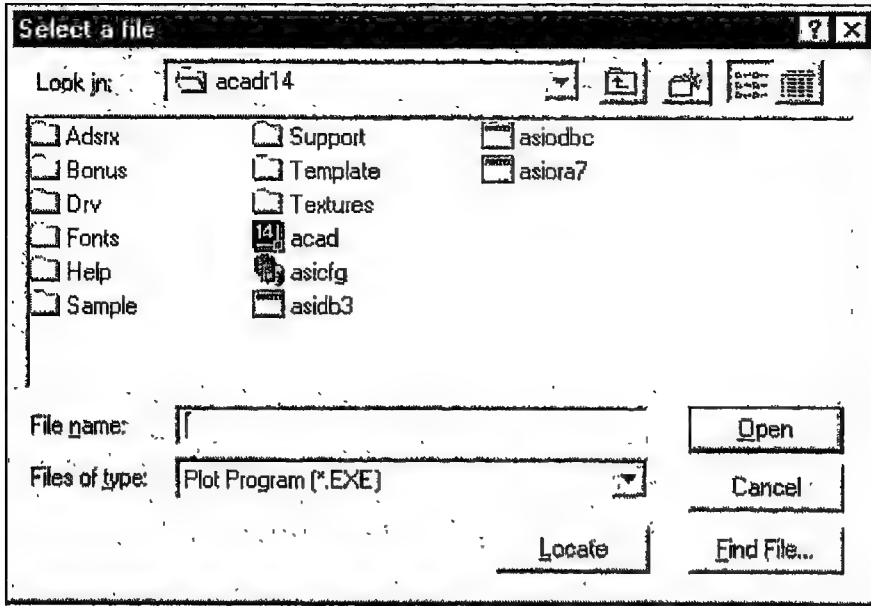 Select a file
Look in: acadr14
Adsrx Support asiodbc
Bonus Template asiora7
Drv Textures
Fonts 14 acad
Help asicfg
Sample asidb3
File name: Open
Files of type: Plot Program (*.EXE) Cancel
Locate Find File...